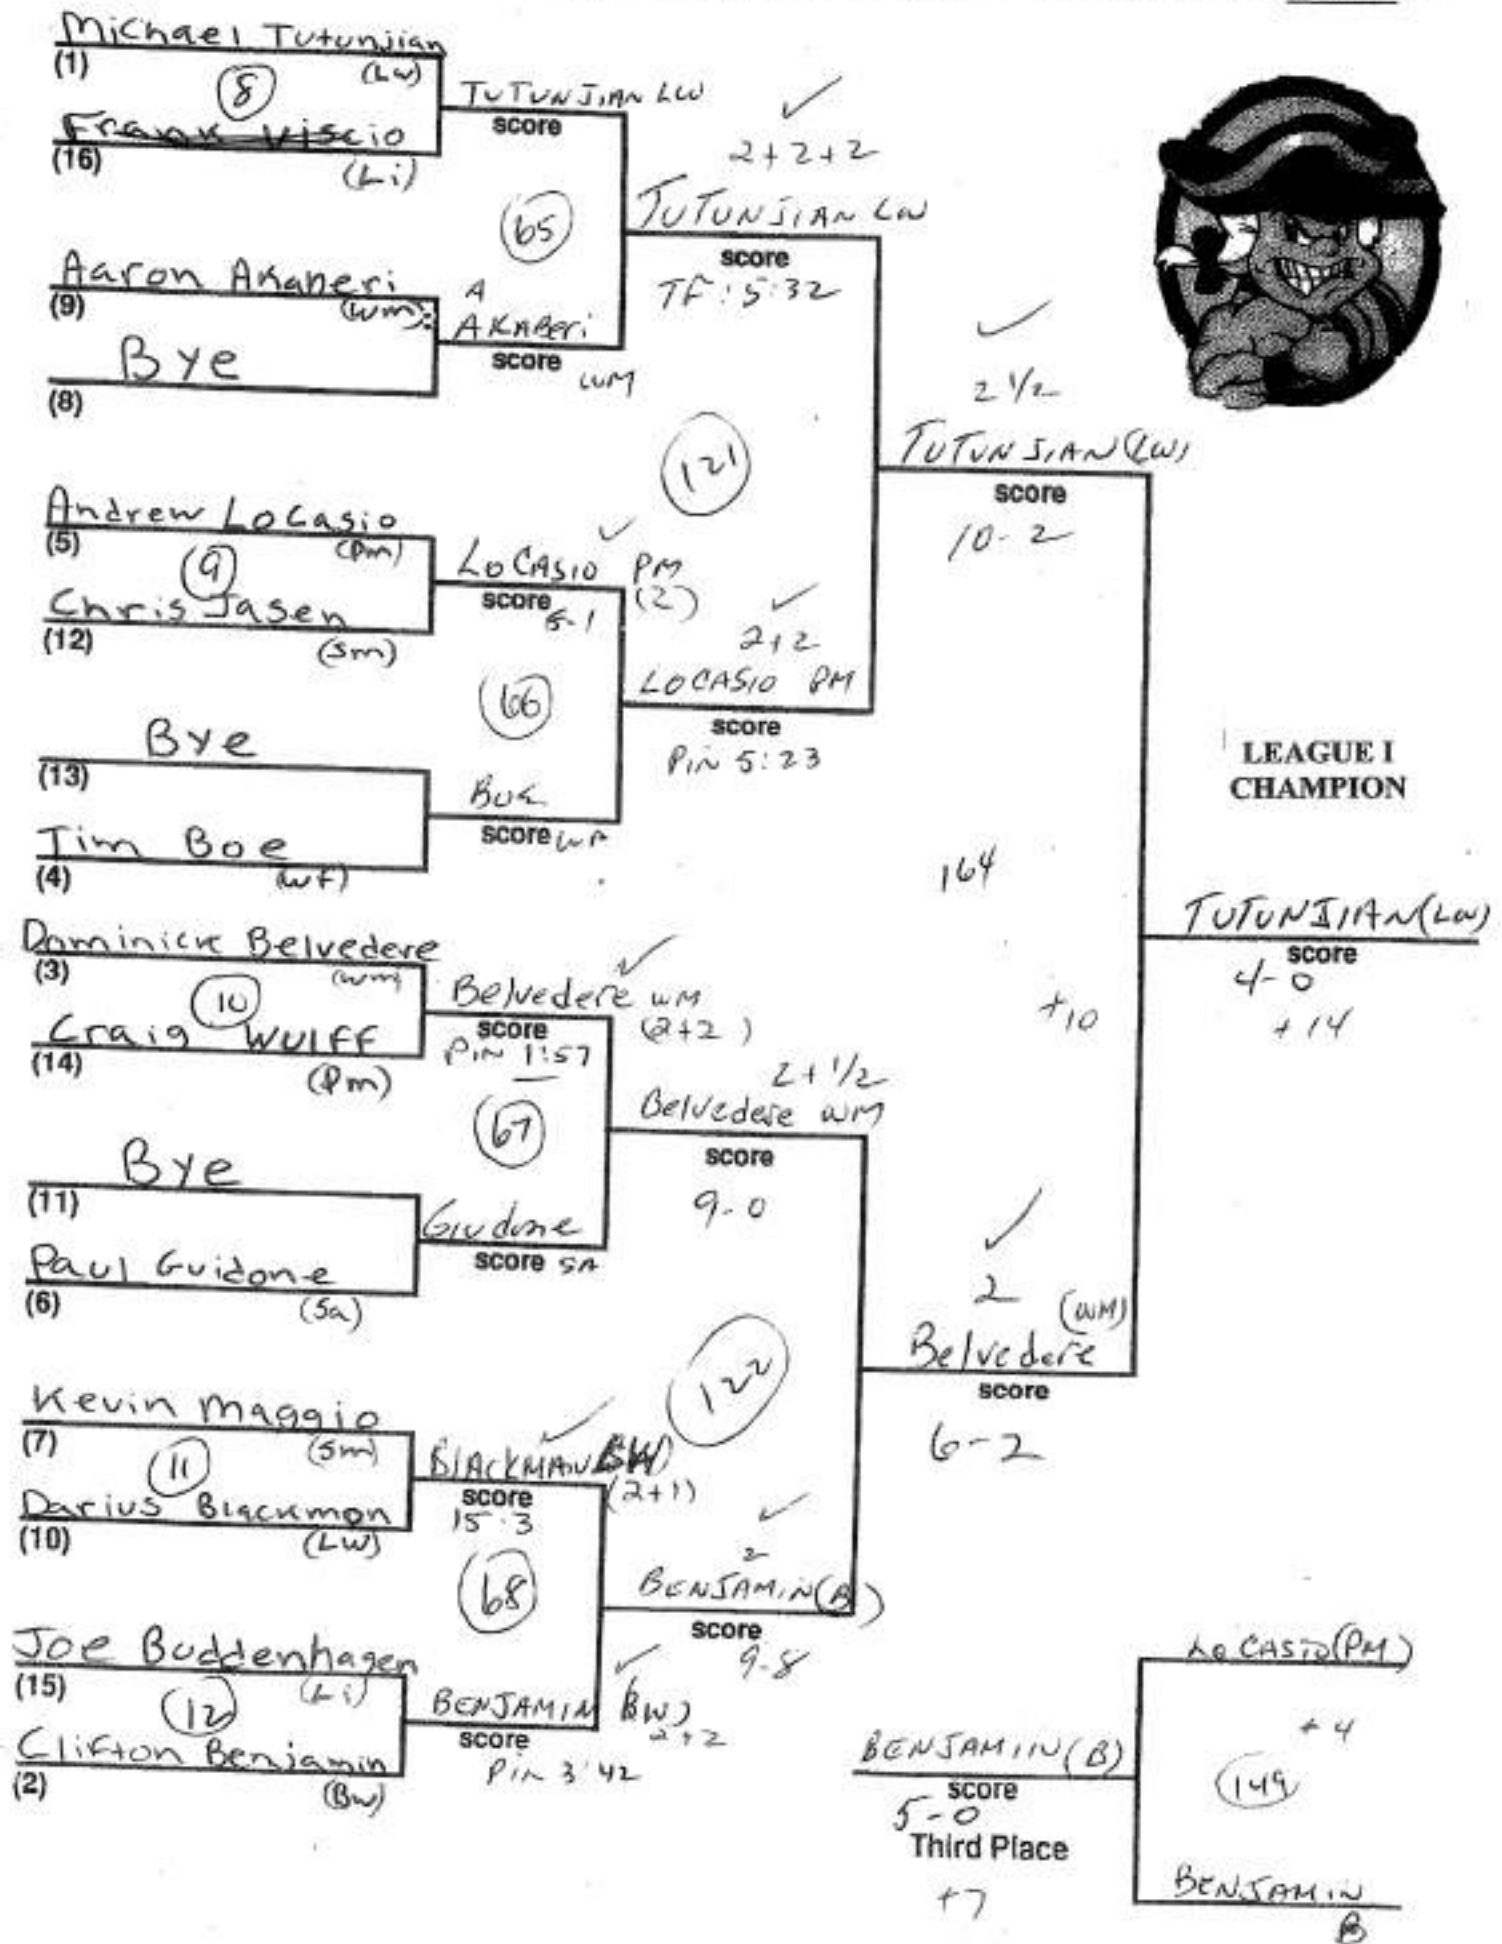 Michael Tutunjian
(1)
(Lw)
(8)
Frank Viscio
(16)
(Li)
TUTUNJIAN LW
score
(65)
Aaron Akaberi
(9)
(wm)
Bye
(8)
A
AKABeri
score
WM
✓
2+2+2
TUTUNJIAN LW
score
TF: 5:32
(121)
Andrew LoCasio
(5)
(Pm)
(9)
Chris Jasen
(12)
(Sm)
LOCASIO ✓ PM
score
(2)
6-1
(66)
Bye
(13)
Tim Boe
(4)
(wf)
score
✓
2+2
LOCASIO PM
score
PIN 5:23
✓
2 1/2
TUTUNJIAN (LW)
score
10-2
LEAGUE I
CHAMPION
164
TUTUNJIAN (LW)
score
4-0
+14
+10
Dominick Belvedere
(3)
(wm)
(10)
Craig WUlFF
(14)
(Pm)
Belvedere WM ✓
score
(2+2)
PIN 1:57
(67)
Bye
(11)
Paul Guidone
(6)
(Sa)
Giudone
score SA
2+1/2
Belvedere WM
score
9-0
(122)
Kevin Maggio
(7)
(Sm)
(11)
Darius Blackmon
(10)
(Lw)
BlACKMAN ✓
score
(2+1)
15-3
(68)
Joe Buddenhagen
(15)
(Li)
(12)
Clifton Benjamin
(2)
(Bw)
BENJAMIN (BW) ✓
score
2+2
Pin 3:42
✓
2
BENJAMIN (B)
score
9-8
✓
2 (WM)
Belvedere
score
6-2
LOCASIO (PM)
+4
(149)
BENJAMIN
B
BENJAMIN (B)
score
5-0
Third Place
+7